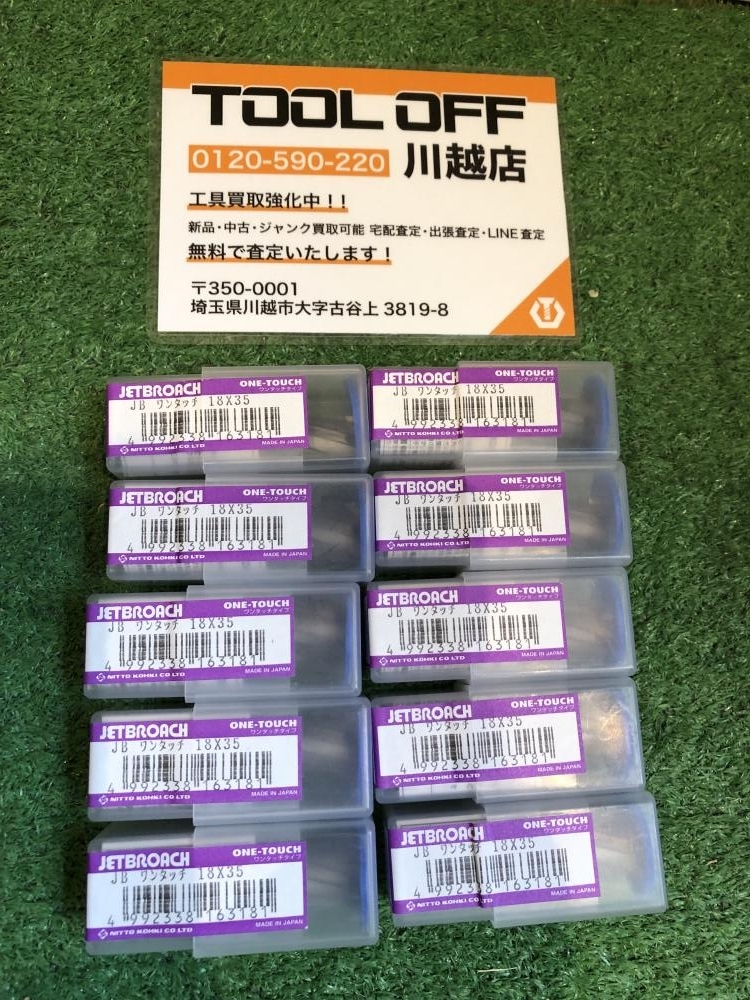 TOOL OFF
0120-590-220 川越店
工具買取強化中！！
新品・中古・ジャンク買取可能 宅配査定・出張査定・LINE査定
無料で査定いたします！
〒350-0001
埼玉県川越市大字古谷上 3819-8
JETBROACH ONE-TOUCH
ワンタッチタイプ
JB ワンタッチ 18X35
4 992338 163181
NITTO KOHKI CO LTD MADE IN JAPAN
JETBROACH ONE-TOUCH
ワンタッチタイプ
JB ワンタッチ 18X35
4 992338 163181
NITTO KOHKI CO LTD MADE IN JAPAN
JETBROACH ONE-TOUCH
ワンタッチタイプ
JB ワンタッチ 18X35
4 992338 163181
NITTO KOHKI CO LTD MADE IN JAPAN
JETBROACH ONE-TOUCH
ワンタッチタイプ
JB ワンタッチ 18X35
4 992338 163181
NITTO KOHKI CO LTD MADE IN JAPAN
JETBROACH ONE-TOUCH
ワンタッチタイプ
JB ワンタッチ 18X35
4 992338 163181
NITTO KOHKI CO LTD MADE IN JAPAN
JETBROACH ONE-TOUCH
ワンタッチタイプ
JB ワンタッチ 18X35
4 992338 163181
NITTO KOHKI CO LTD MADE IN JAPAN
JETBROACH ONE-TOUCH
ワンタッチタイプ
JB ワンタッチ 18X35
4 992338 163181
NITTO KOHKI CO LTD MADE IN JAPAN
JETBROACH ONE-TOUCH
ワンタッチタイプ
JB ワンタッチ 18X35
4 992338 163181
NITTO KOHKI CO LTD MADE IN JAPAN
JETBROACH ONE-TOUCH
ワンタッチタイプ
JB ワンタッチ 18X35
4 992338 163181
NITTO KOHKI CO LTD MADE IN JAPAN
JETBROACH ONE-TOUCH
ワンタッチタイプ
JB ワンタッチ 18X35
4 992338 163181
NITTO KOHKI CO LTD MADE IN JAPAN